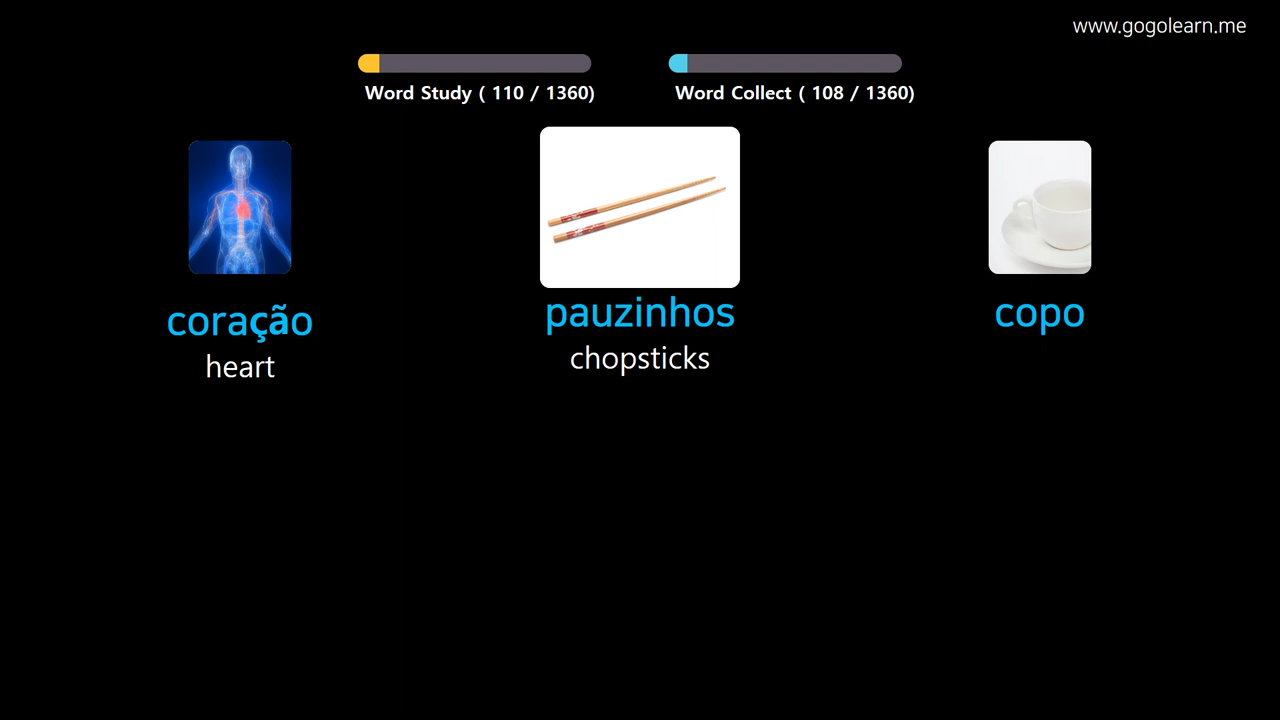 www.gogolearn.me
Word Study ( 110 / 1360)
Word Collect ( 108 / 1360)
coração
heart
pauzinhos
chopsticks
copo